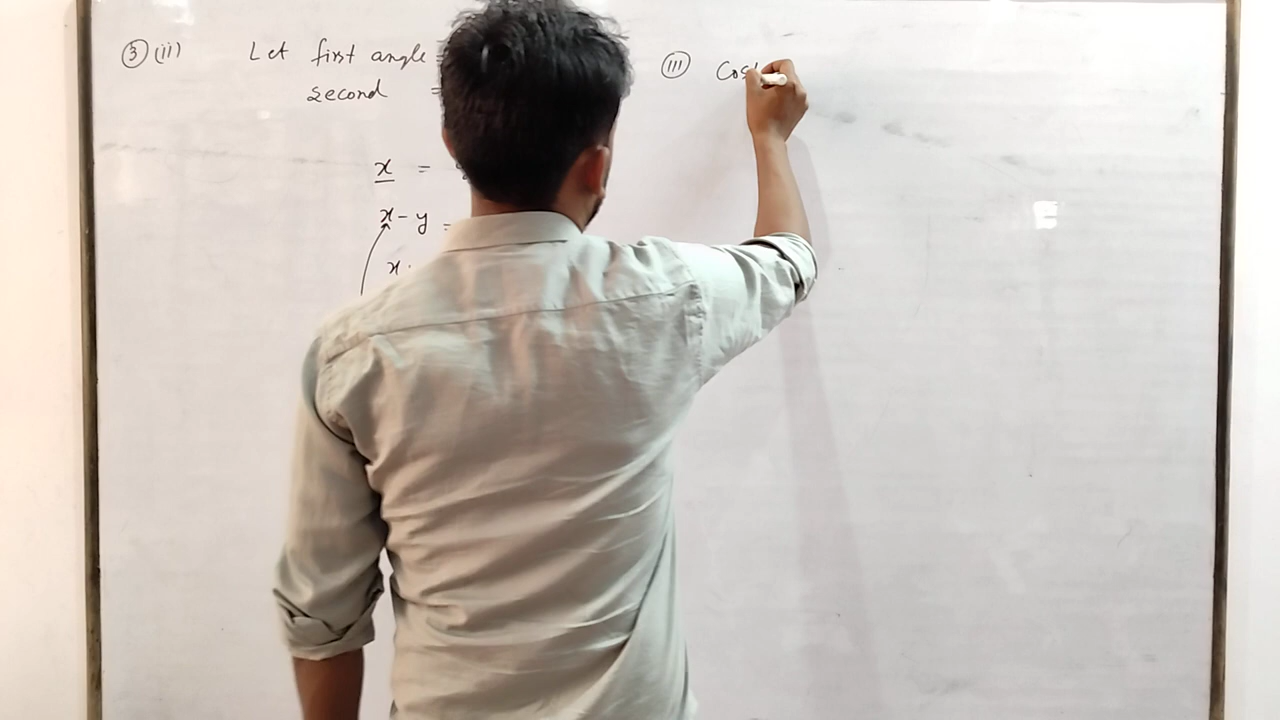 ③ (ii) Let first angle =
second =
x =
x - y =
x
(III) Cos